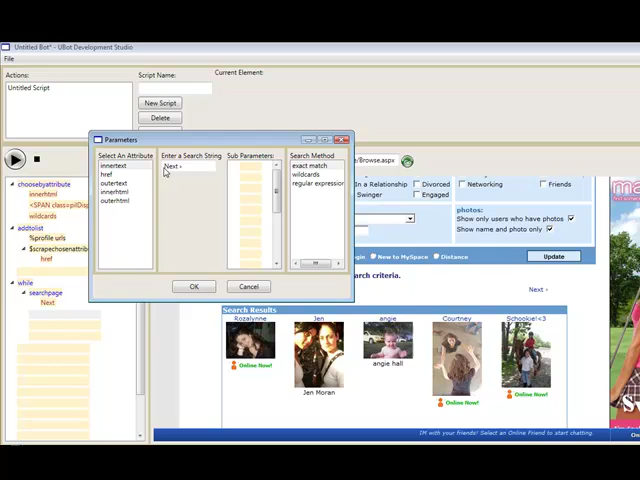 Untitled Bot* - UBot Development Studio
File
Actions:
Script Name:
Current Element:
Untitled Script
New Script
Delete
Parameters
Select An Attribute
Enter a Search String
Sub Parameters:
Search Method
innertext
href
outertext
innerhtml
outerhtml
Next ›
exact match
wildcards
regular expression
OK
Cancel
choosebyattribute
innerhtml
<SPAN class=pilDisp
wildcards
addtolist
%profile urls
$scrapechosenattrib
href
while
searchpage
Next
e/Browse.aspx
In a Relationship
Divorced
Swinger
Engaged
Networking
Friends
photos:
Show only users who have photos
Show name and photo only
New to MySpace
Distance
Update
search criteria.
Next ›
Search Results
Rozalynne
Jen
angie
Courtney
Schookie!<3
Online Now!
Jen Moran
angie hall
Online Now!
Online Now!
IM with your friends! Select an Online Friend to start chatting.
ma